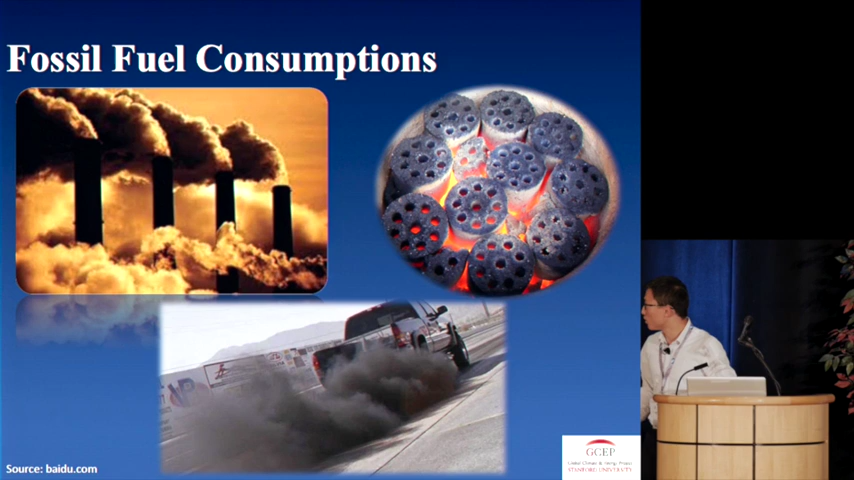 Fossil Fuel Consumptions
Source: baidu.com
GCEP
Global Climate & Energy Project
STANFORD UNIVERSITY